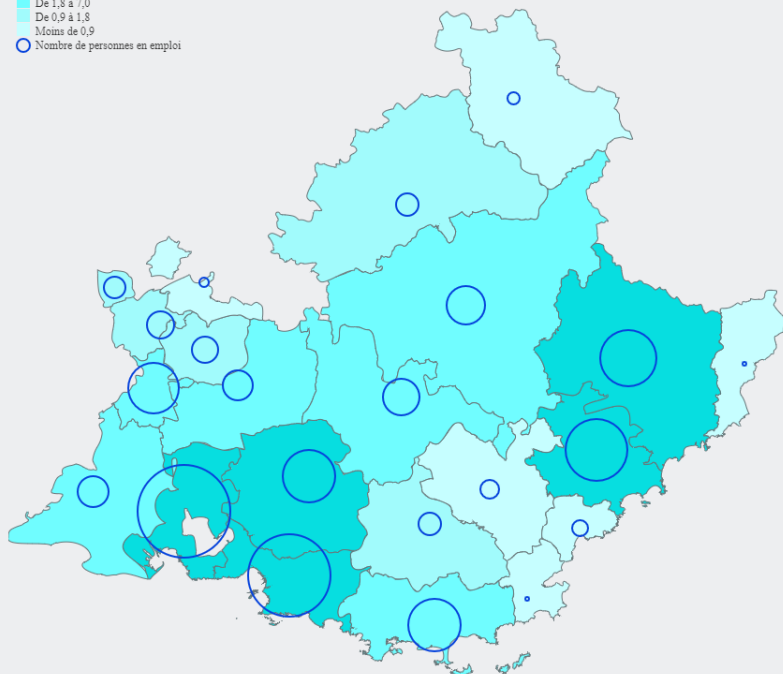 De 1,8 à 7,0
De 0,9 à 1,8
Moins de 0,9
Nombre de personnes en emploi